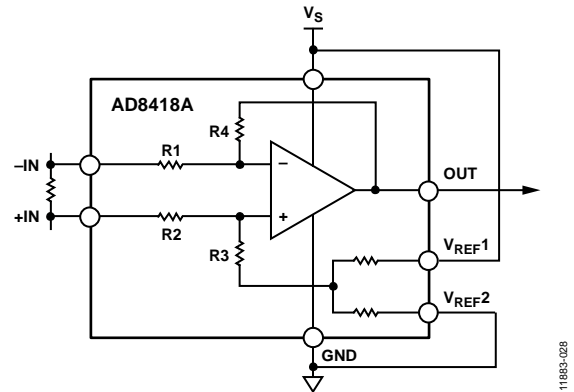 VS
AD8418A
R4
R1
–IN
–
OUT
+IN
+
R2
R3
VREF1
VREF2
GND
11883-028